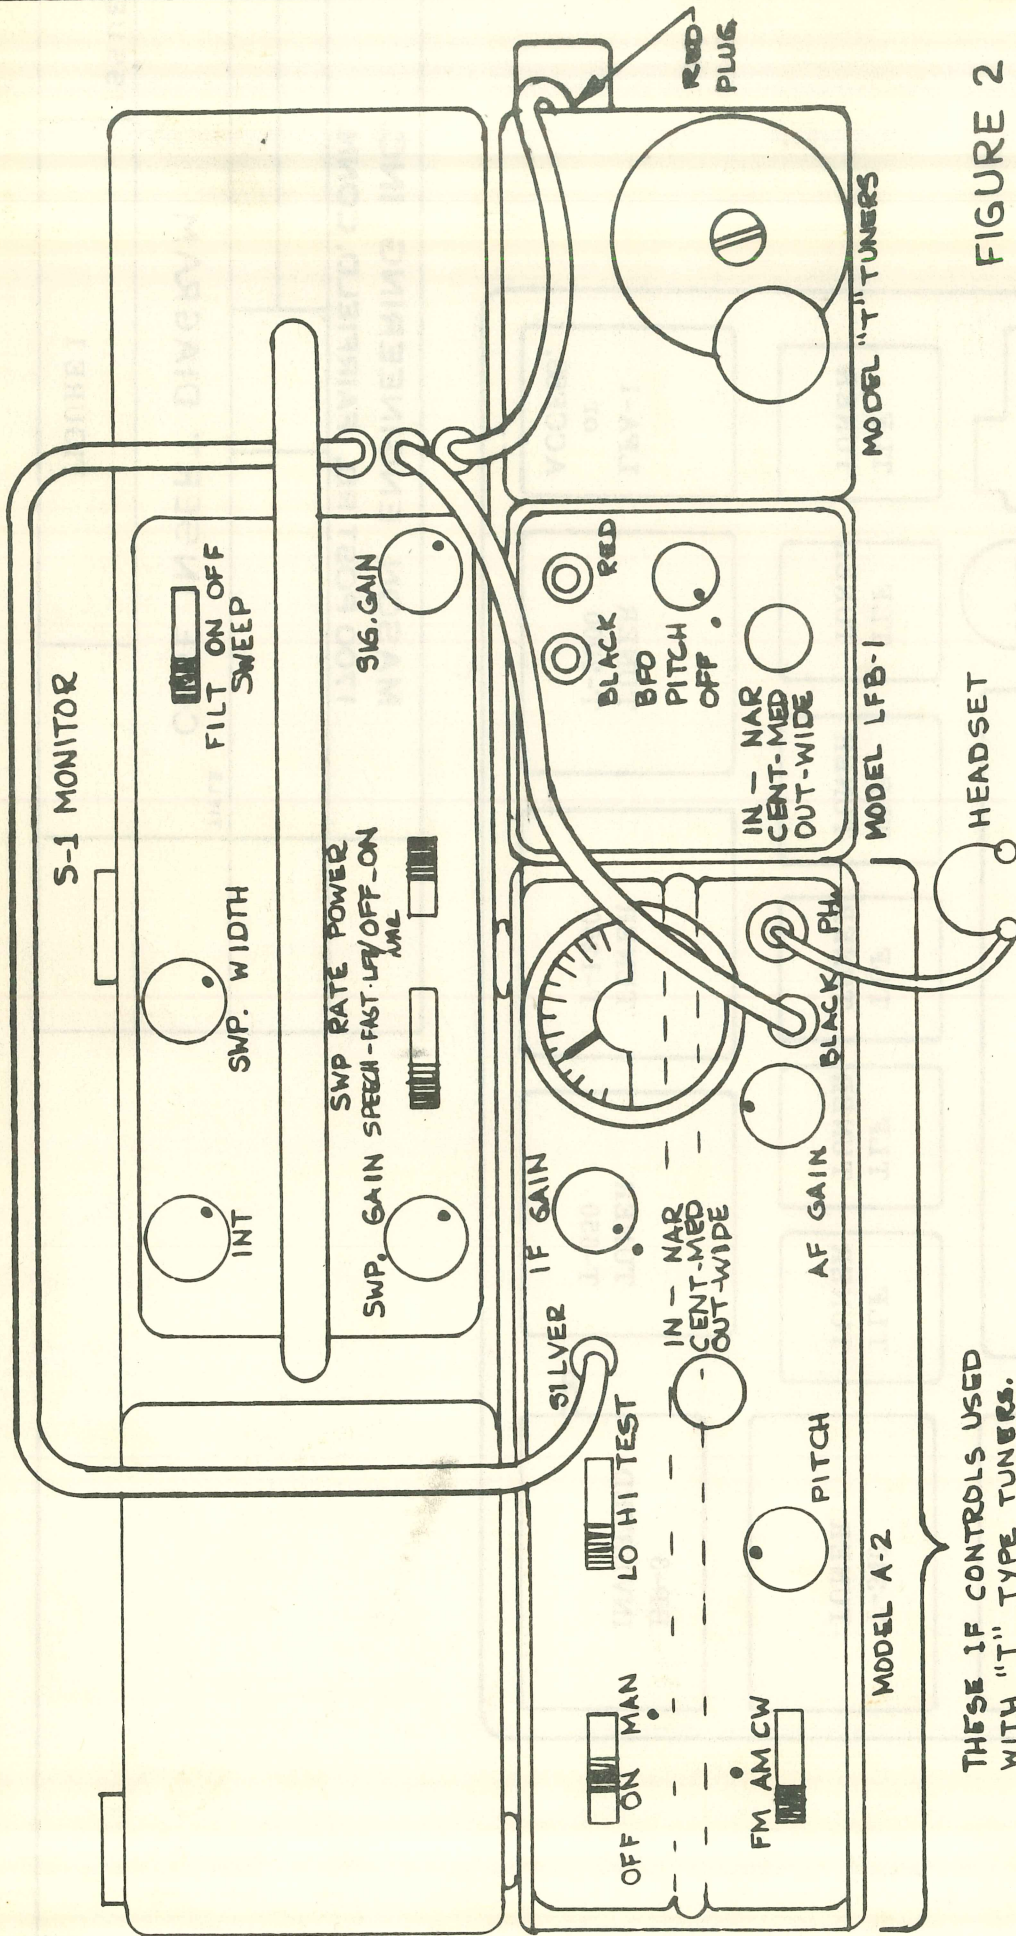 S-1 MONITOR
INT
SWP. WIDTH
FILT ON OFF
SWEEP
SWP RATE POWER
SWP. GAIN SPEECH-FAST-LFB/OFF-ON
SIG. GAIN
SILVER
IF GAIN
OFF ON MAN
LO HI TEST
IN - NAR
CENT-MED
OUT-WIDE
FM AM CW
PITCH
AF GAIN
BLACK
PH.
MODEL A-2
BLACK RED
BFO
PITCH
OFF
IN - NAR
CENT-MED
OUT-WIDE
MODEL LFB-1
MODEL "T" TUNERS
RED
PLUG
HEADSET
THESE IF CONTROLS USED
WITH "T" TYPE TUNERS.
FIGURE 2